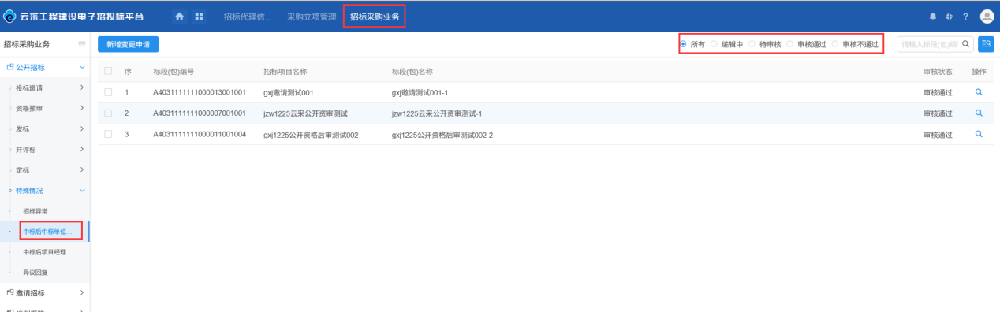 云采工程建设电子招投标平台
招标代理信...
采购立项管理
招标采购业务
?
招标采购业务
新增变更申请
所有 编辑中 待审核 审核通过 审核不通过
请输入标段(包)编
公开招标
投标邀请
资格预审
发标
开评标
定标
特殊情况
招标异常
中标后中标单位...
中标后项目经理...
异议回复
邀请招标
序 标段(包)编号 招标项目名称 标段(包)名称 审核状态 操作
1 A4031111111000013001001 gxj邀请测试001 gxj邀请测试001-1 审核通过
2 A4031111111000007001001 jzw1225云采公开资审测试 jzw1225云采公开资审测试-1 审核通过
3 A4031111111000011001004 gxj1225公开资格后审测试002 gxj1225公开资格后审测试002-2 审核通过